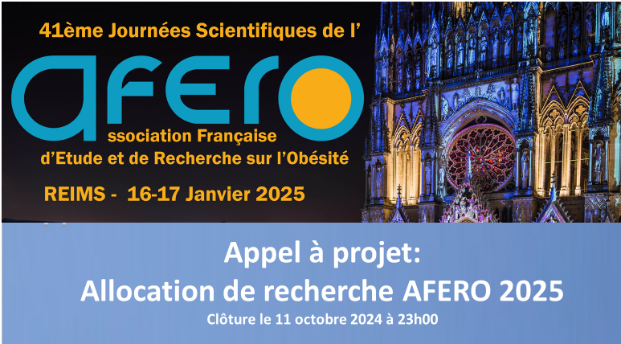 41ème Journées Scientifiques de l'
aFERO
ssociation Française
d'Etude et de Recherche sur l'Obésité
REIMS - 16-17 Janvier 2025
Appel à projet:
Allocation de recherche AFERO 2025
Clôture le 11 octobre 2024 à 23h00